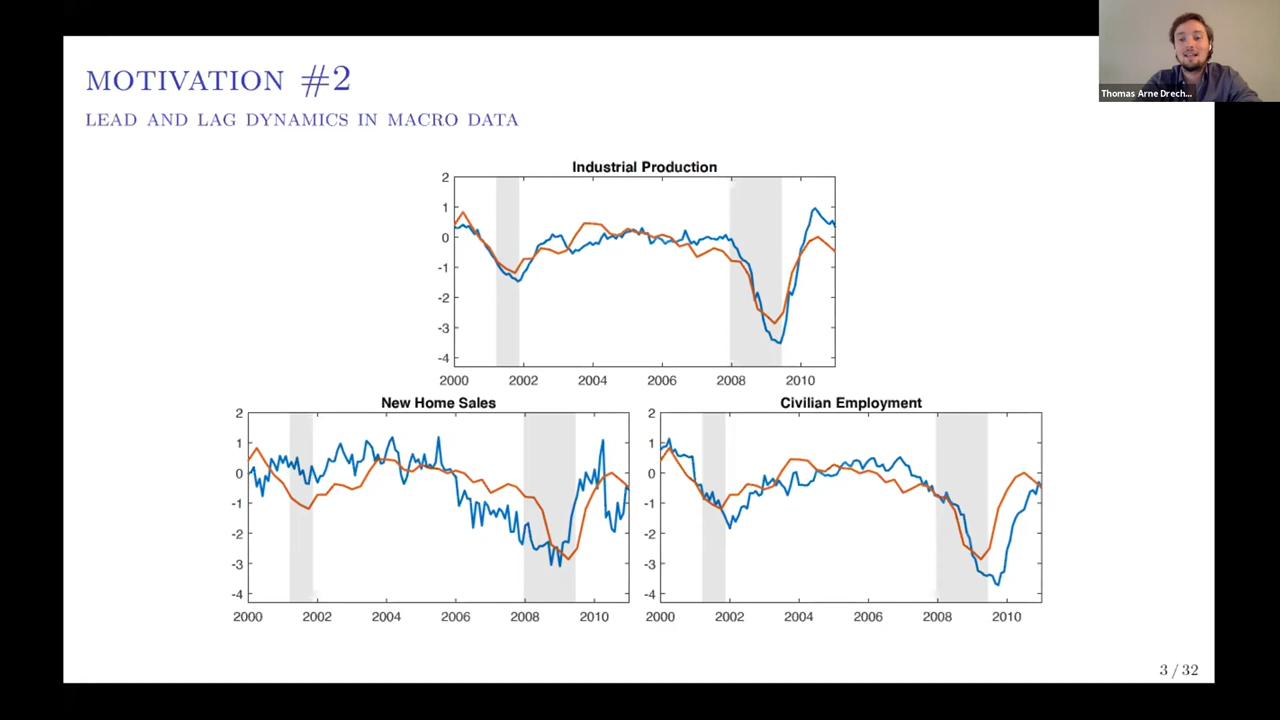 MOTIVATION #2
LEAD AND LAG DYNAMICS IN MACRO DATA
Thomas Arne Drech...
Industrial Production
2
1
0
-1
-2
-3
-4
2000 2002 2004 2006 2008 2010
New Home Sales
2
1
0
-1
-2
-3
-4
2000 2002 2004 2006 2008 2010
Civilian Employment
2
1
0
-1
-2
-3
-4
2000 2002 2004 2006 2008 2010
3 / 32